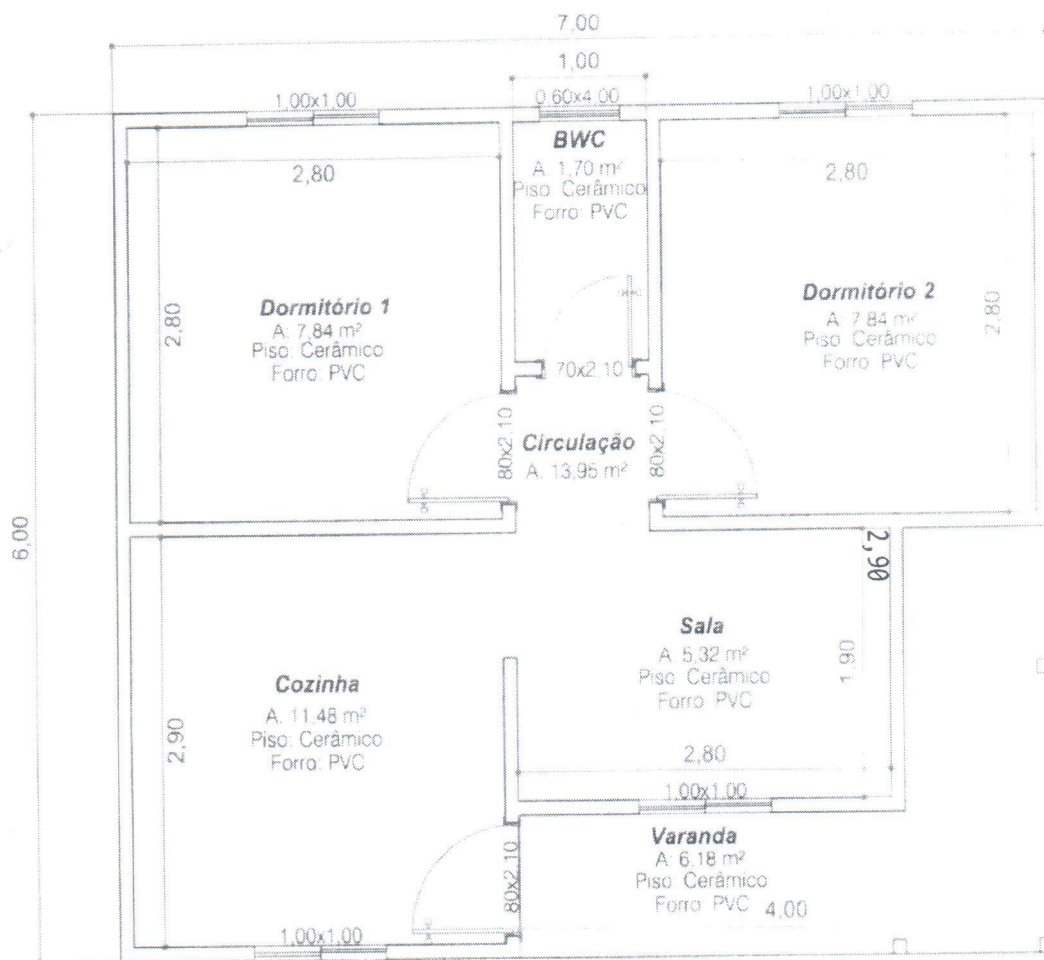 7,00
1,00
1,00x1,00
0.60x4.00
1,00x1,00
BWC
A: 1,70 m²
Piso: Cerâmico
Forro: PVC
2,80
2,80
Dormitório 1
A: 7,84 m²
Piso: Cerâmico
Forro: PVC
2,80
Dormitório 2
A: 7,84 m²
Piso: Cerâmico
Forro: PVC
2,80
70x2,10
80x2,10
Circulação
A. 13,95 m²
80x2,10
6,00
2,90
Sala
A. 5,32 m²
Piso: Cerâmico
Forro: PVC
1,90
Cozinha
A. 11,48 m²
Piso: Cerâmico
Forro: PVC
2,90
2,80
1,00x1,00
Varanda
A: 6.18 m²
Piso: Cerâmico
Forro: PVC
4.00
80x2,10
1,00x1,00